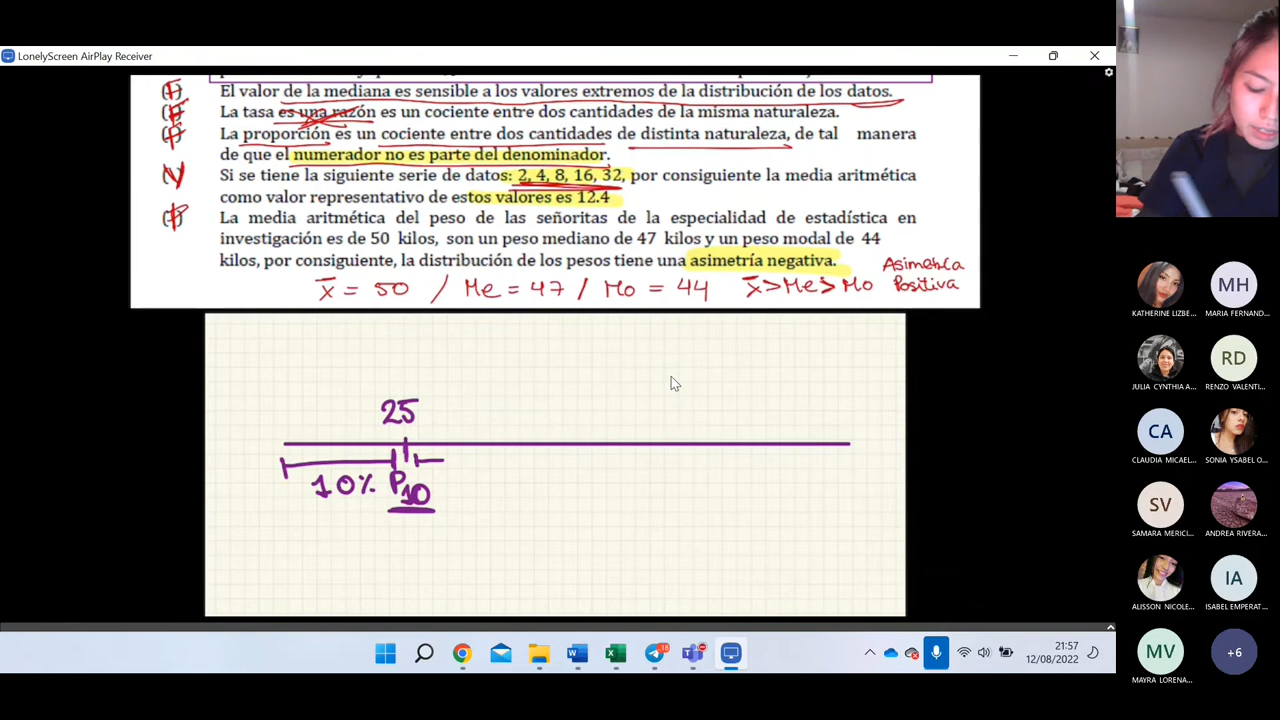 LonelyScreen AirPlay Receiver
(F) El valor de la mediana es sensible a los valores extremos de la distribución de los datos.
La tasa es una razón es un cociente entre dos cantidades de la misma naturaleza.
(F) La proporción es un cociente entre dos cantidades de distinta naturaleza, de tal manera
de que el numerador no es parte del denominador.
(V) Si se tiene la siguiente serie de datos: 2, 4, 8, 16, 32, por consiguiente la media aritmética
como valor representativo de estos valores es 12.4
(F) La media aritmética del peso de las señoritas de la especialidad de estadística en
investigación es de 50 kilos, son un peso mediano de 47 kilos y un peso modal de 44
kilos, por consiguiente, la distribución de los pesos tiene una asimetría negativa.
Asimetrica
Positiva
x̅ = 50 / Me = 47 / Mo = 44 x̅ > Me > Mo
25
10% P10
KATHERINE LIZBE...
MH
MARIA FERNAND...
JULIA CYNTHIA A...
RD
RENZO VALENTI...
CA
CLAUDIA MICAEL...
SONIA YSABEL O...
SV
SAMARA MERICI...
ANDREA RIVERA...
ALISSON NICOLE...
IA
ISABEL EMPERAT...
MV
MAYRA LORENA...
+6
18
21:57
12/08/2022